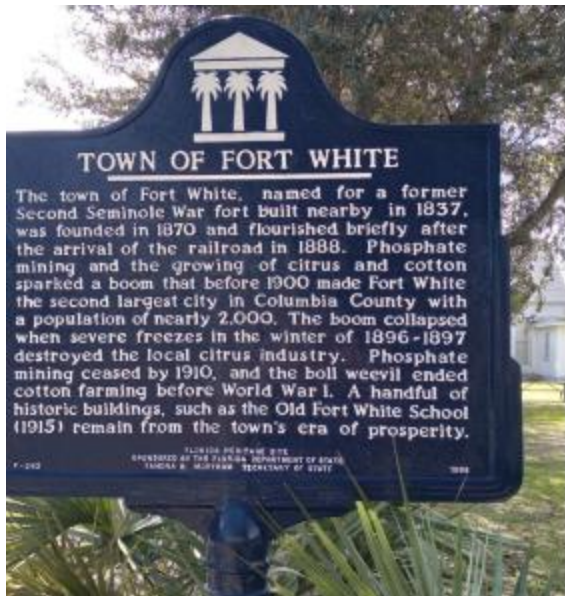 TOWN OF FORT WHITE
The town of Fort White, named for a former
Second Seminole War fort built nearby in 1837,
was founded in 1870 and flourished briefly after
the arrival of the railroad in 1888. Phosphate
mining and the growing of citrus and cotton
sparked a boom that before 1900 made Fort White
the second largest city in Columbia County with
a population of nearly 2,000. The boom collapsed
when severe freezes in the winter of 1896-1897
destroyed the local citrus industry. Phosphate
mining ceased by 1910, and the boll weevil ended
cotton farming before World War I. A handful of
historic buildings, such as the Old Fort White School
(1915) remain from the town's era of prosperity.
FLORIDA HERITAGE SITE
SPONSORED BY THE FLORIDA DEPARTMENT OF STATE
SANDRA B. MORTHAM SECRETARY OF STATE